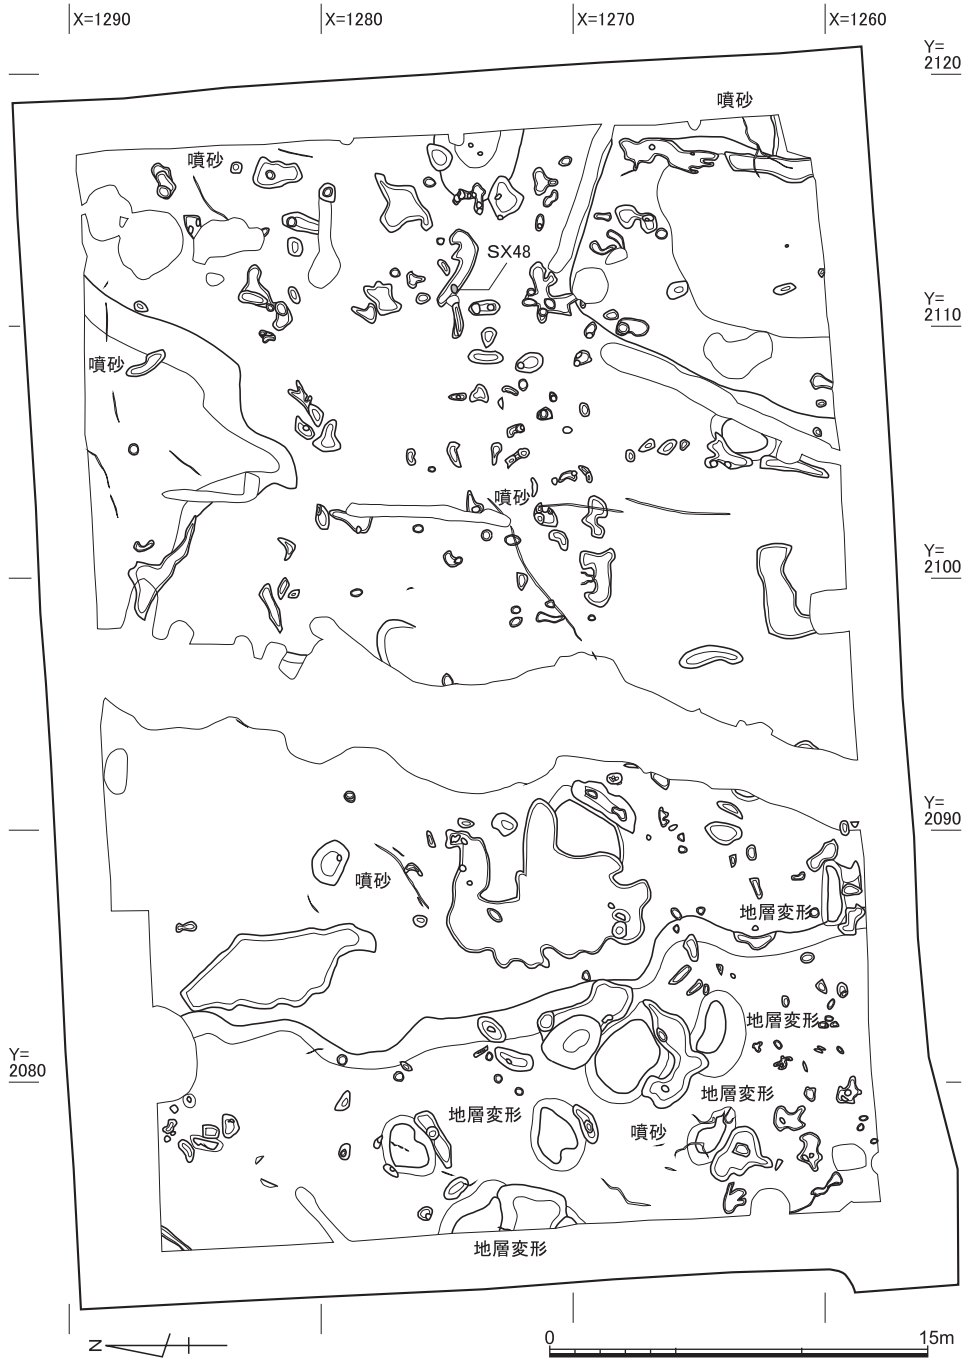 X=1290
X=1280
X=1270
X=1260
Y=
2120
噴砂
噴砂
SX48
Y=
2110
噴砂
噴砂
Y=
2100
Y=
2090
噴砂
地層変形
地層変形
Y=
2080
地層変形
地層変形
噴砂
地層変形
N
0
15m